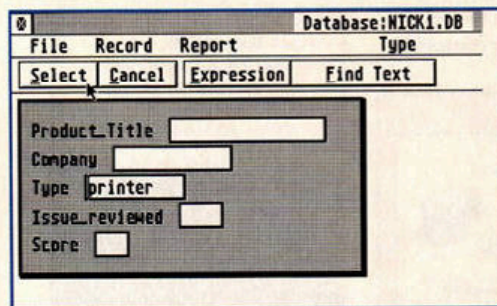 Database:NICK1.DB
File Record Report Type
Select Cancel Expression Find Text
Product_Title
Company
Type printer
Issue_reviewed
Score